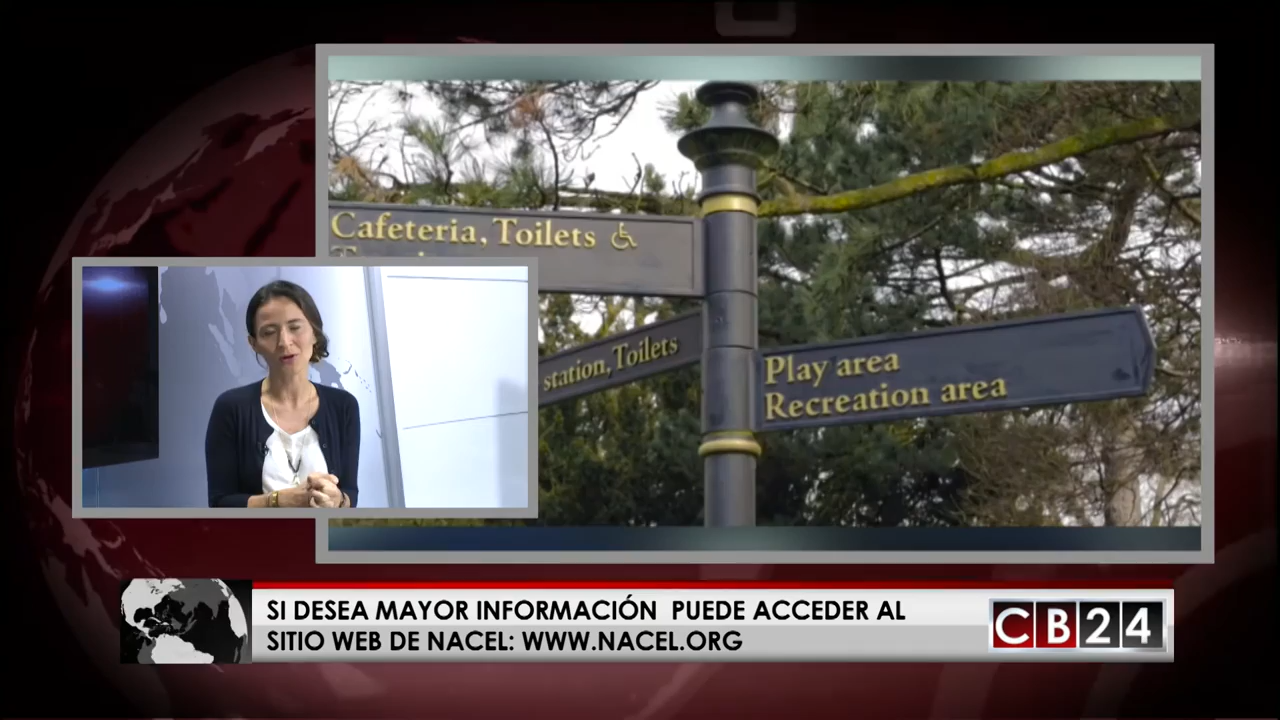 Cafeteria, Toilets
station, Toilets
Play area
Recreation area
SI DESEA MAYOR INFORMACIÓN PUEDE ACCEDER AL
SITIO WEB DE NACEL: WWW.NACEL.ORG
CB24